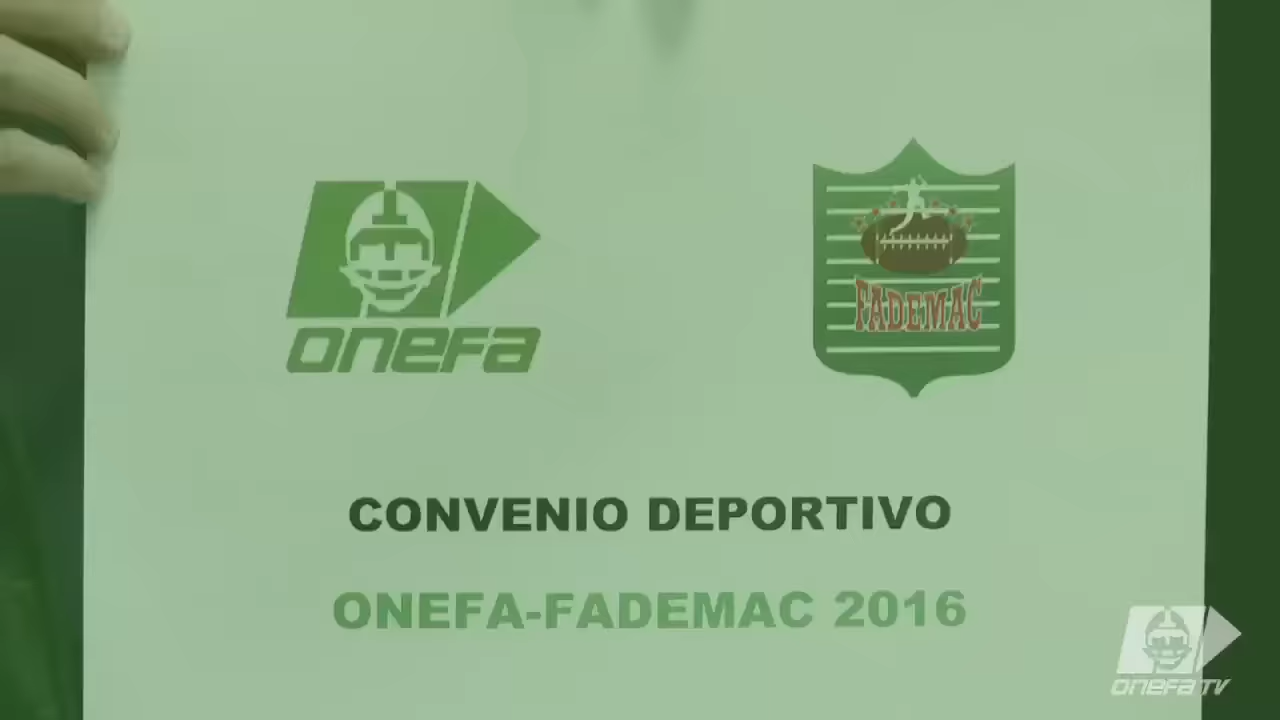 ONEFA
FADEMAC
CONVENIO DEPORTIVO
ONEFA-FADEMAC 2016
ONEFA TV